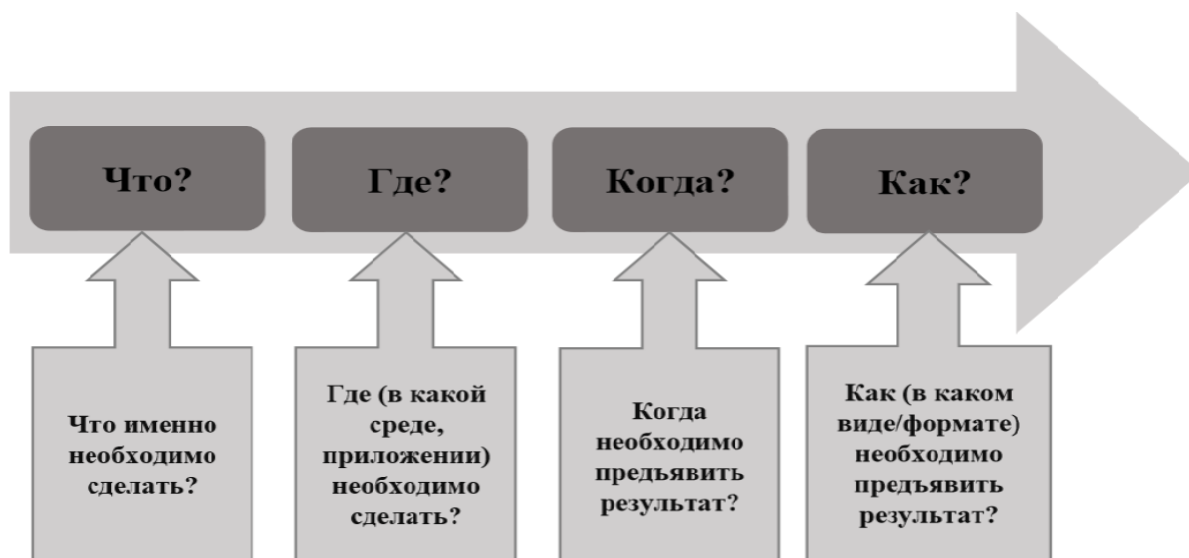 Что?
Где?
Когда?
Как?
Что именно
необходимо
сделать?
Где (в какой
среде,
приложении)
необходимо
сделать?
Когда
необходимо
предьявить
результат?
Как (в каком
виде/формате)
необходимо
предъявить
результат?